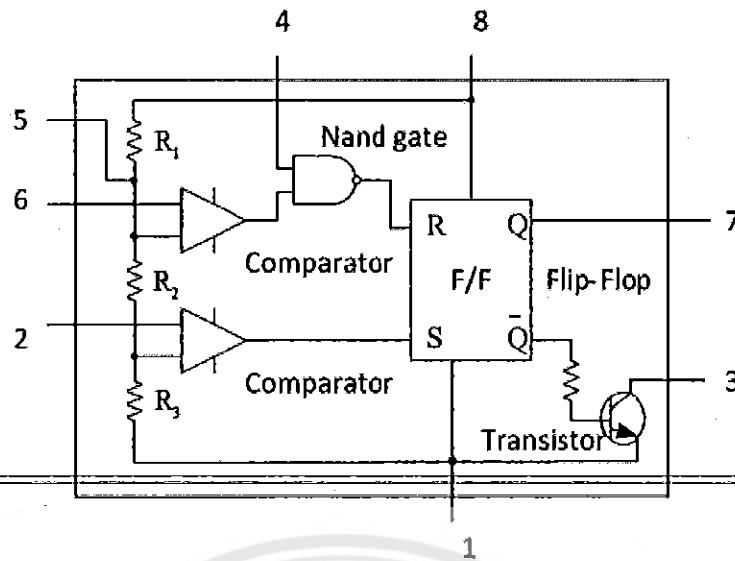 4 8
5 R₁ Nand gate
6 R Q 7
Comparator
R₂ F/F Flip-Flop
2 S Q̄
Comparator
R₃ 3
Transistor
1